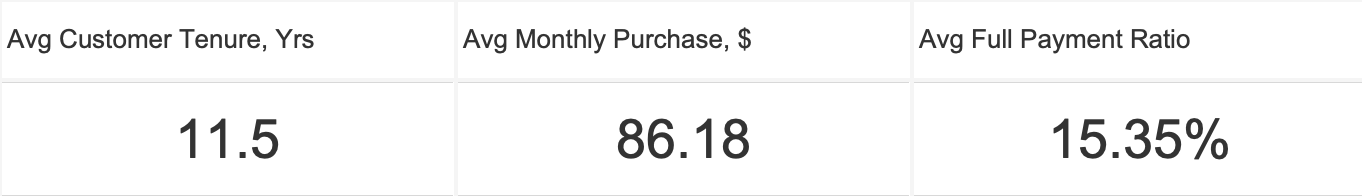 Avg Customer Tenure, Yrs
Avg Monthly Purchase, $
Avg Full Payment Ratio
11.5
86.18
15.35%